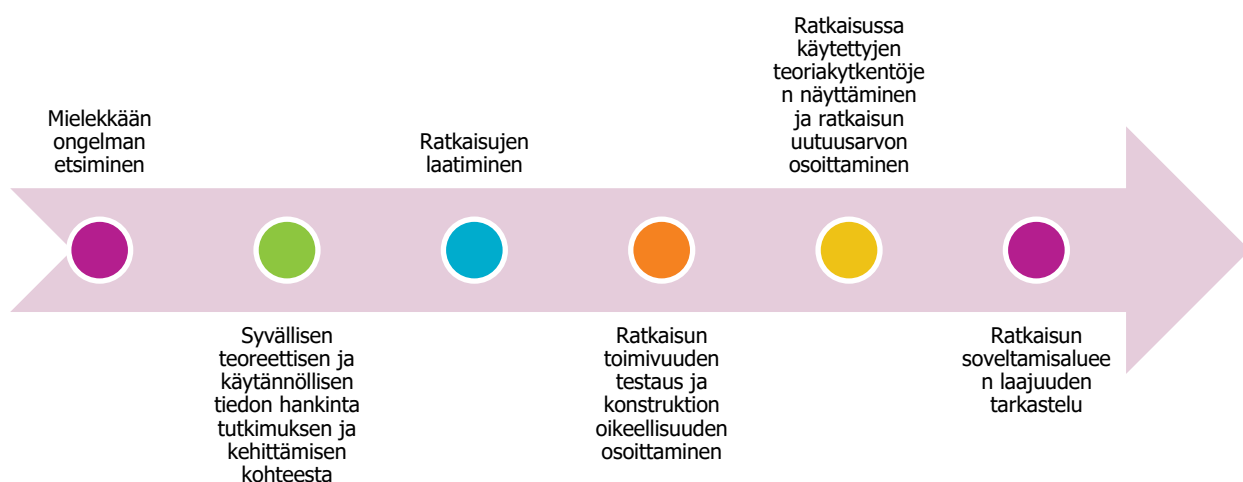 Mielekkään
ongelman
etsiminen
Syvällisen
teoreettisen ja
käytännöllisen
tiedon hankinta
tutkimuksen ja
kehittämisen
kohteesta
Ratkaisujen
laatiminen
Ratkaisun
toimivuuden
testaus ja
konstruktion
oikeellisuuden
osoittaminen
Ratkaisussa
käytettyjen
teoriakytkentöje
n näyttäminen
ja ratkaisun
uutuusarvon
osoittaminen
Ratkaisun
soveltamisaluee
n laajuuden
tarkastelu